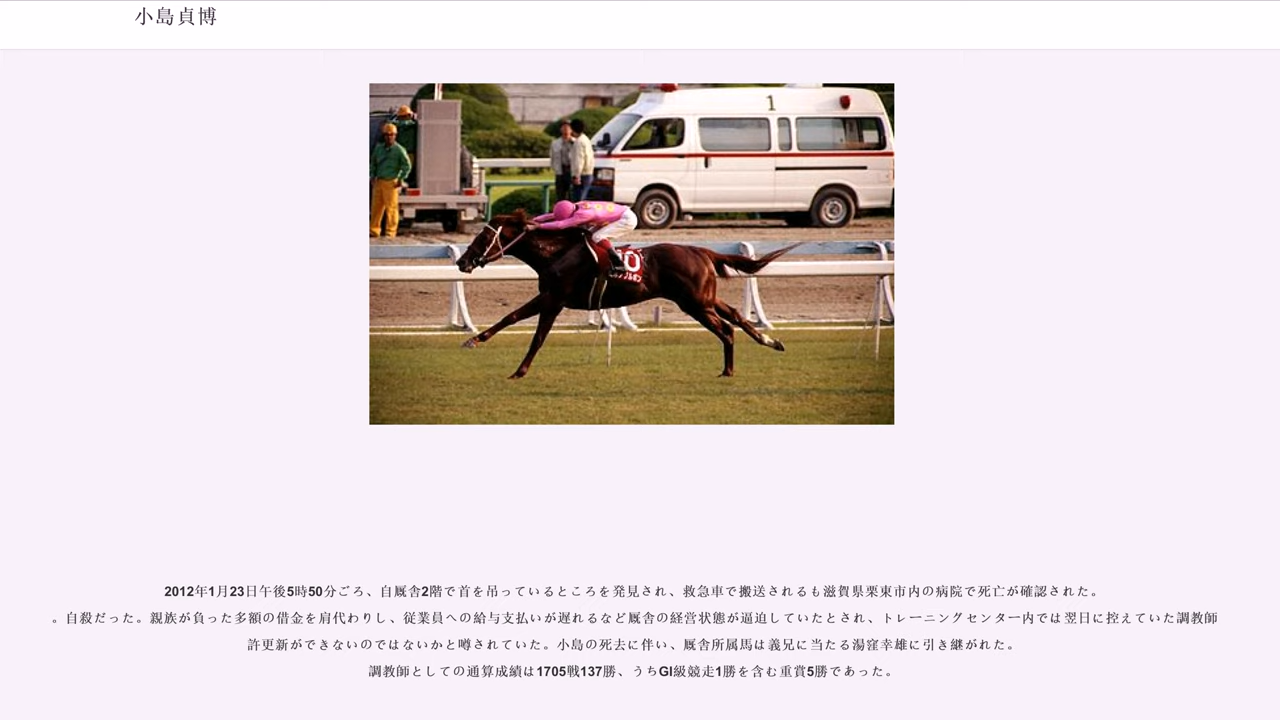 小島貞博
1
2012年1月23日午後5時50分ごろ、自厩舎2階で首を吊っているところを発見され、救急車で搬送されるも滋賀県栗東市内の病院で死亡が確認された。
。自殺だった。親族が負った多額の借金を肩代わりし、従業員への給与支払いが遅れるなど厩舎の経営状態が逼迫していたとされ、トレーニングセンター内では翌日に控えていた調教師
許更新ができないのではないかと噂されていた。小島の死去に伴い、厩舎所属馬は義兄に当たる湯窪幸雄に引き継がれた。
調教師としての通算成績は1705戦137勝、うちGI級競走1勝を含む重賞5勝であった。